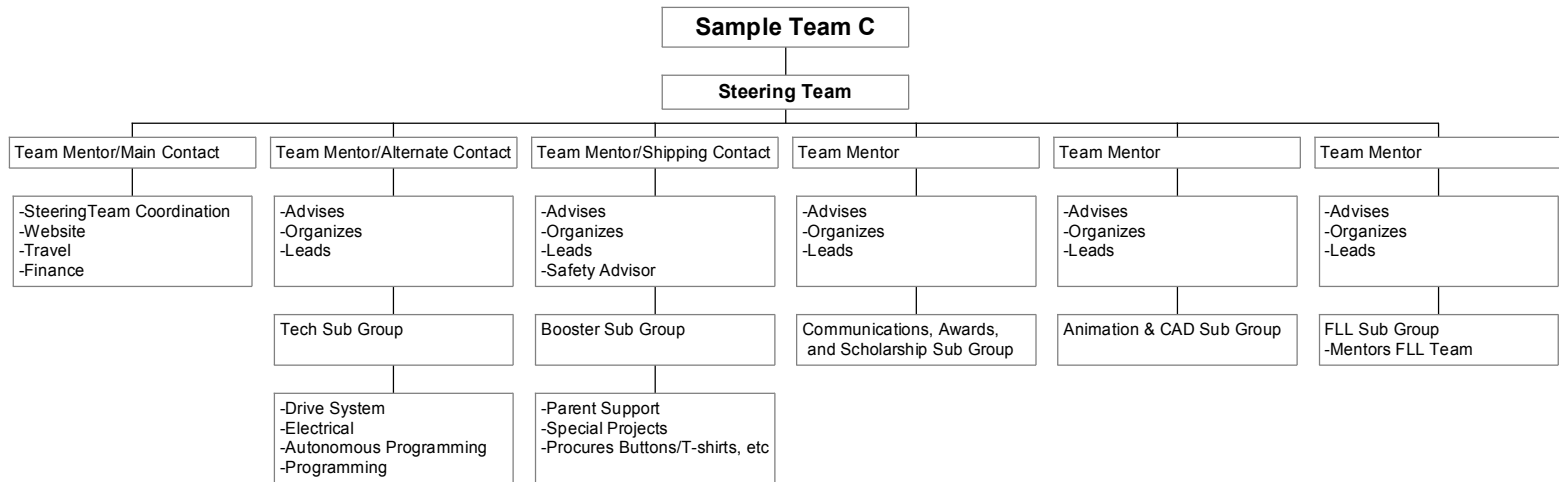 Sample Team C
Steering Team
Team Mentor/Main Contact
Team Mentor/Alternate Contact
Team Mentor/Shipping Contact
Team Mentor
Team Mentor
Team Mentor
-SteeringTeam Coordination
-Website
-Travel
-Finance
-Advises
-Organizes
-Leads
-Advises
-Organizes
-Leads
-Safety Advisor
-Advises
-Organizes
-Leads
-Advises
-Organizes
-Leads
-Advises
-Organizes
-Leads
Tech Sub Group
Booster Sub Group
Communications, Awards,
and Scholarship Sub Group
Animation & CAD Sub Group
FLL Sub Group
-Mentors FLL Team
-Drive System
-Electrical
-Autonomous Programming
-Programming
-Parent Support
-Special Projects
-Procures Buttons/T-shirts, etc